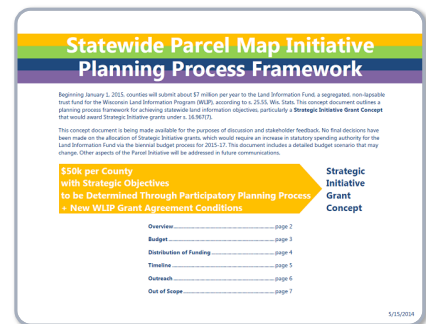 Statewide Parcel Map Initiative
Planning Process Framework
Beginning January 1, 2015, counties will submit about $7 million per year to the Land Information Fund, a segregated, non-lapsable
trust fund for the Wisconsin Land Information Program (WLIP), according to s. 25.55, Wis. Stats. This concept document outlines a
planning process framework for achieving statewide land information objectives, particularly a Strategic Initiative Grant Concept
that would award Strategic Initiative grants under s. 16.967(7).
This concept document is being made available for the purposes of discussion and stakeholder feedback. No final decisions have
been made on the allocation of Strategic Initiative grants, which would require an increase in statutory spending authority for the
Land Information Fund via the biennial budget process for 2015-17. This document includes a detailed budget scenario that may
change. Other aspects of the Parcel Initiative will be addressed in future communications.
$50k per County
with Strategic Objectives
to be Determined Through Participatory Planning Process
+ New WLIP Grant Agreement Conditions
Strategic
Initiative
Grant
Concept
Overview ... page 2
Budget ... page 3
Distribution of Funding ... page 4
Timeline ... page 5
Outreach ... page 6
Out of Scope ... page 7
5/15/2014